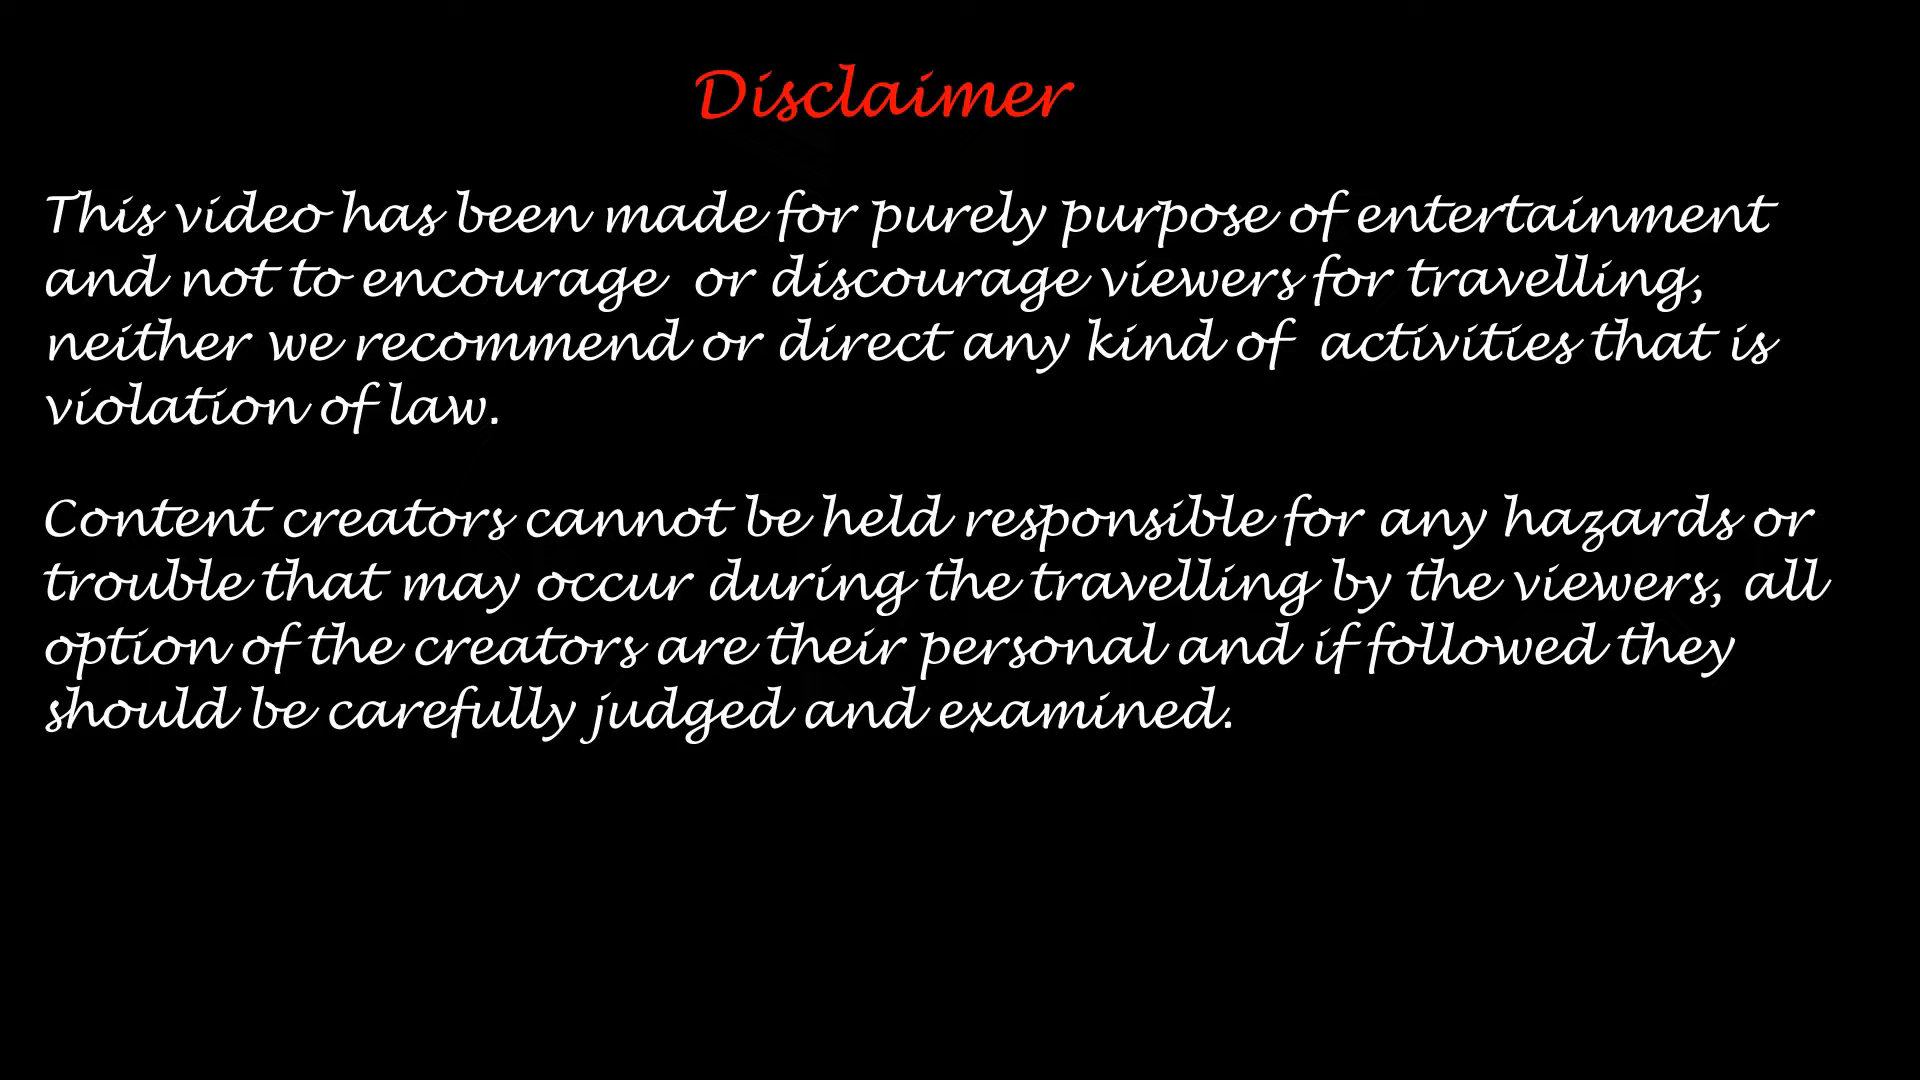 Disclaimer
This video has been made for purely purpose of entertainment
and not to encourage or discourage viewers for travelling,
neither we recommend or direct any kind of activities that is
violation of law.
Content creators cannot be held responsible for any hazards or
trouble that may occur during the travelling by the viewers, all
option of the creators are their personal and if followed they
should be carefully judged and examined.